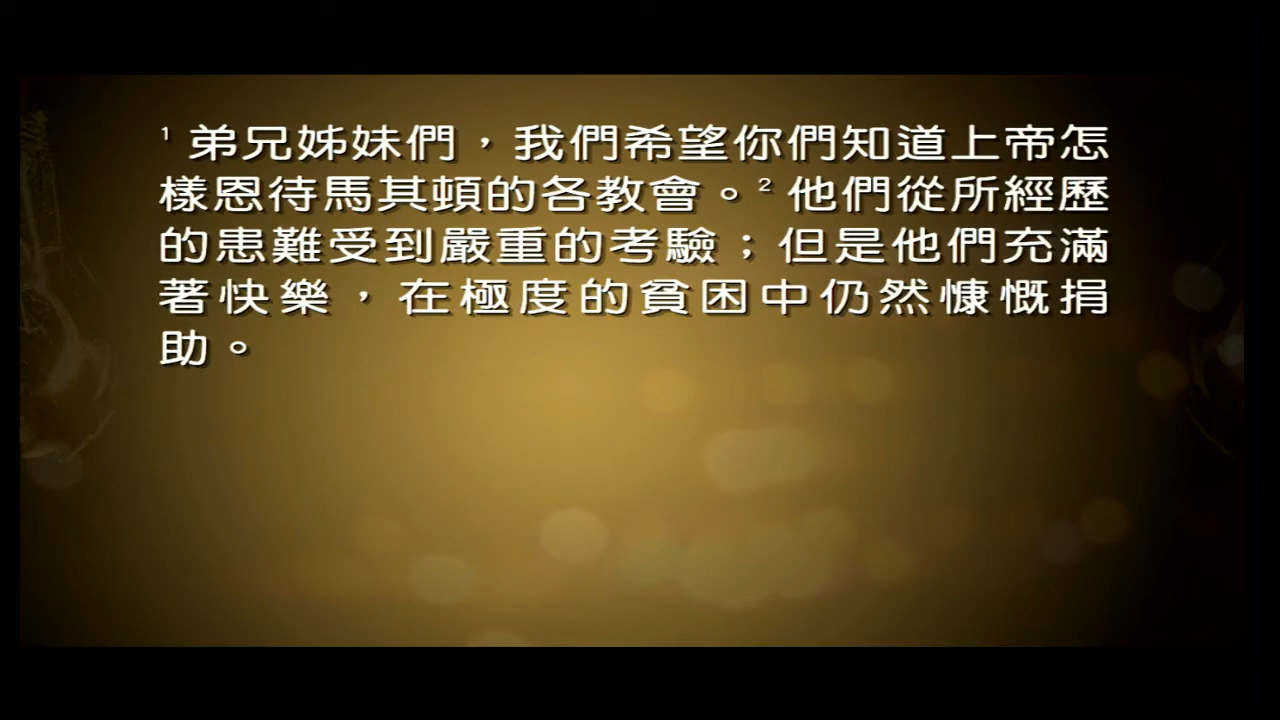 ¹ 弟兄姊妹們，我們希望你們知道上帝怎
樣恩待馬其頓的各教會。² 他們從所經歷
的患難受到嚴重的考驗；但是他們充滿
著快樂，在極度的貧困中仍然慷慨捐
助。